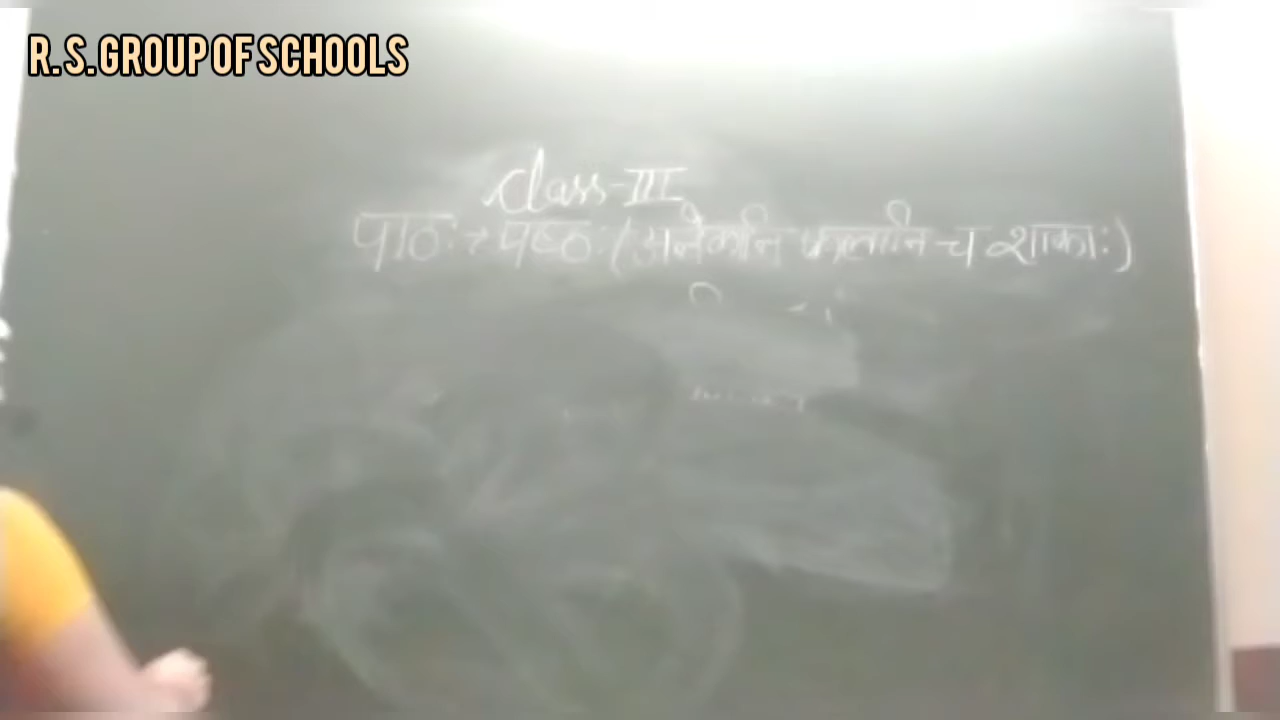 R. S. GROUP OF SCHOOLS
Class-III
पाठः→ षष्ठः (अनेकानि फलानि च शाकाः)